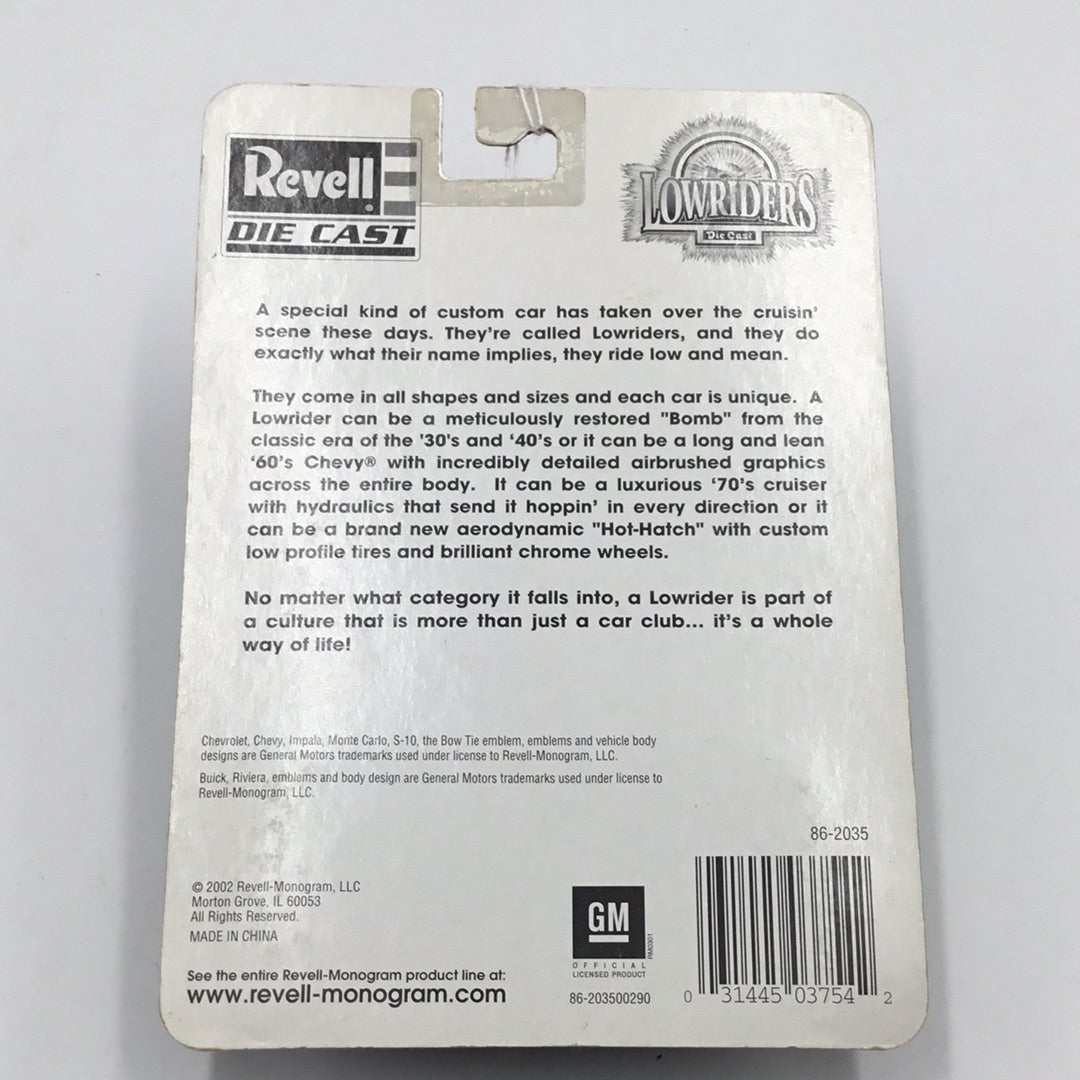 Revell®
DIE CAST
LOWRIDERS
Die Cast
A special kind of custom car has taken over the cruisin'
scene these days. They're called Lowriders, and they do
exactly what their name implies, they ride low and mean.
They come in all shapes and sizes and each car is unique. A
Lowrider can be a meticulously restored "Bomb" from the
classic era of the '30's and '40's or it can be a long and lean
'60's Chevy® with incredibly detailed airbrushed graphics
across the entire body. It can be a luxurious '70's cruiser
with hydraulics that send it hoppin' in every direction or it
can be a brand new aerodynamic "Hot-Hatch" with custom
low profile tires and brilliant chrome wheels.
No matter what category it falls into, a Lowrider is part of
a culture that is more than just a car club... it's a whole
way of life!
Chevrolet, Chevy, Impala, Monte Carlo, S-10, the Bow Tie emblem, emblems and vehicle body
designs are General Motors trademarks used under license to Revell-Monogram, LLC.
Buick, Riviera, emblems and body design are General Motors trademarks used under license to
Revell-Monogram, LLC.
86-2035
© 2002 Revell-Monogram, LLC
Morton Grove, IL 60053
All Rights Reserved.
MADE IN CHINA
See the entire Revell-Monogram product line at:
www.revell-monogram.com
GM
RM0301
OFFICIAL
LICENSED PRODUCT
86-203500290
0 31445 03754 2